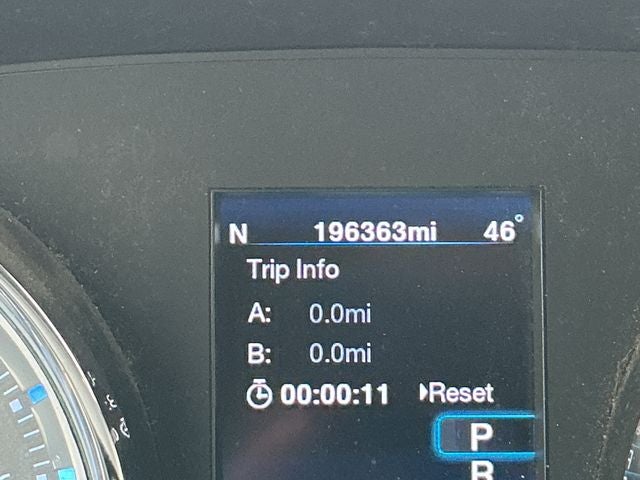 N 196363mi 46°
Trip Info
A: 0.0mi
B: 0.0mi
00:00:11 Reset
P
R